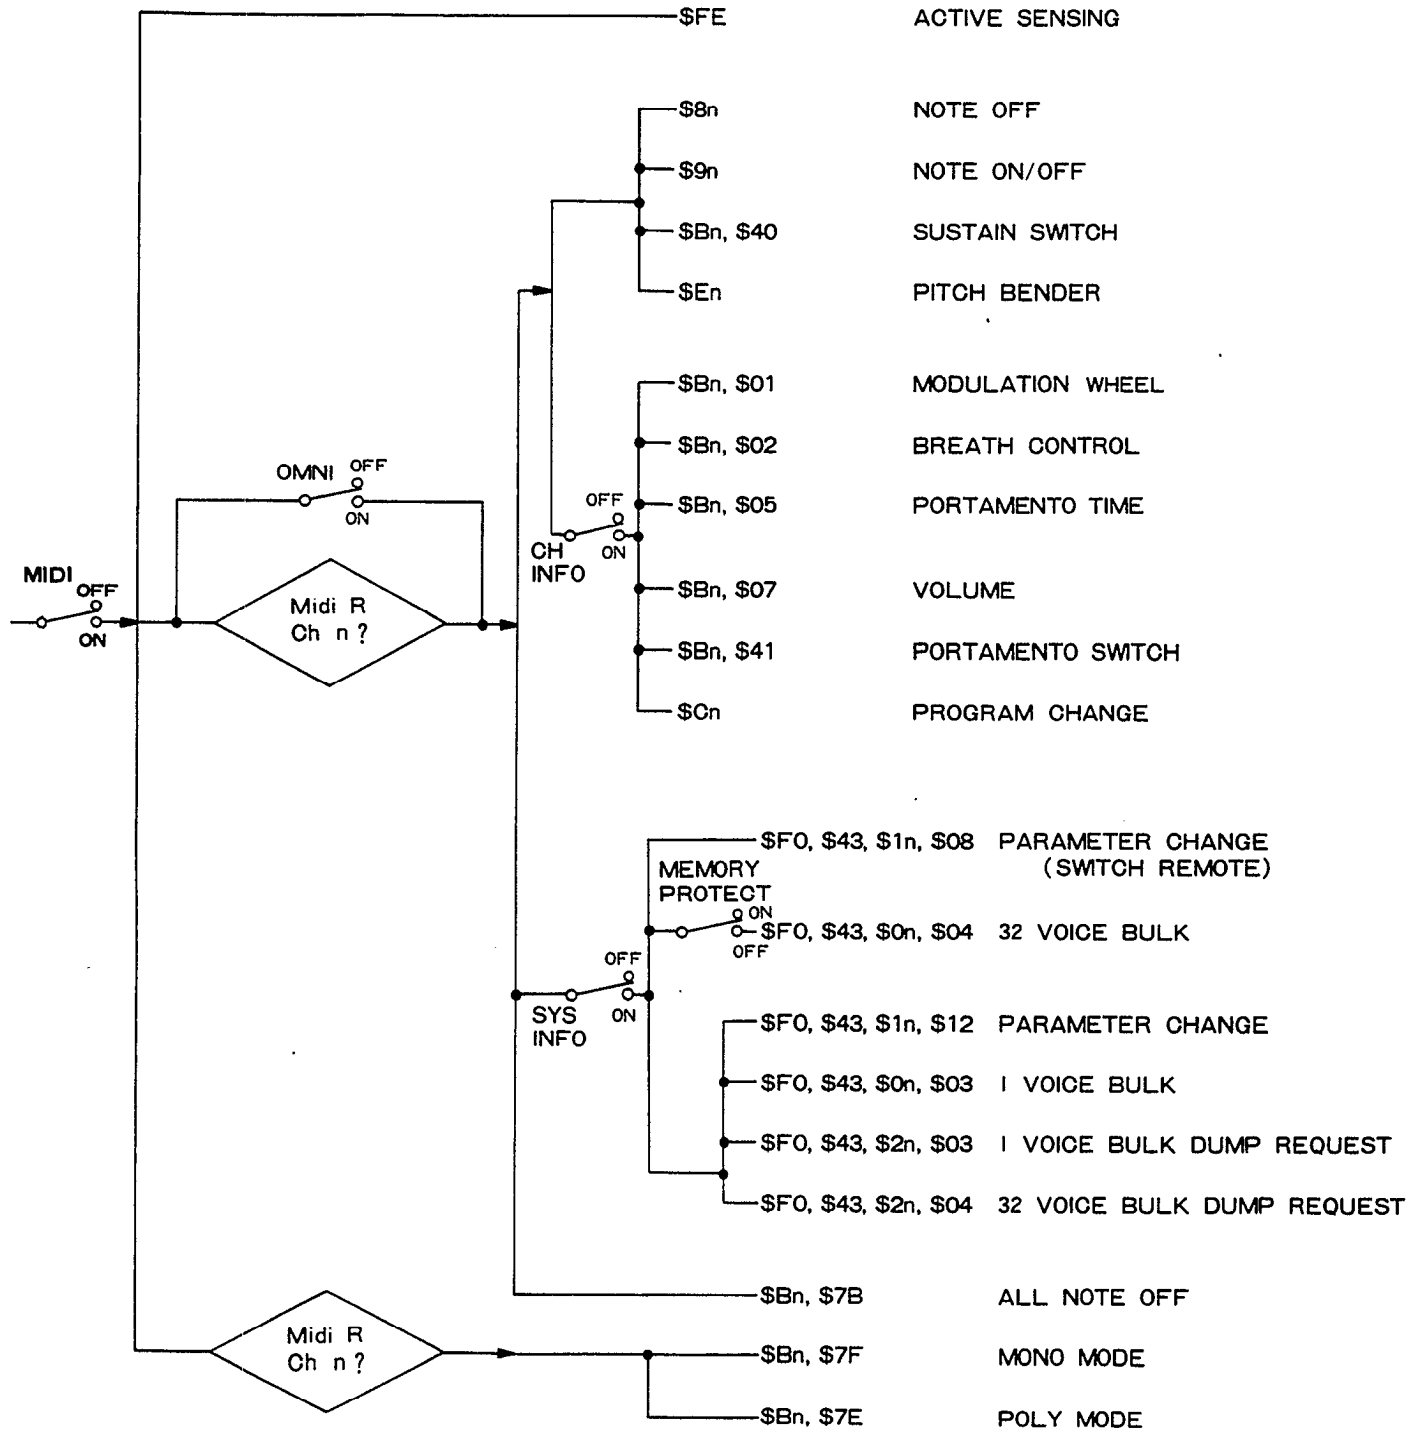 $FE ACTIVE SENSING
$8n NOTE OFF
$9n NOTE ON/OFF
$Bn, $40 SUSTAIN SWITCH
$En PITCH BENDER
$Bn, $01 MODULATION WHEEL
$Bn, $02 BREATH CONTROL
OMNI OFF
ON
OFF
$Bn, $05 PORTAMENTO TIME
CH
INFO
ON
MIDI
OFF
ON
Midi R
Ch n?
$Bn, $07 VOLUME
$Bn, $41 PORTAMENTO SWITCH
$Cn PROGRAM CHANGE
$F0, $43, $1n, $08 PARAMETER CHANGE
(SWITCH REMOTE)
MEMORY
PROTECT
ON
OFF
$F0, $43, $0n, $04 32 VOICE BULK
OFF
SYS
INFO
ON
$F0, $43, $1n, $12 PARAMETER CHANGE
$F0, $43, $0n, $03 1 VOICE BULK
$F0, $43, $2n, $03 1 VOICE BULK DUMP REQUEST
$F0, $43, $2n, $04 32 VOICE BULK DUMP REQUEST
$Bn, $7B ALL NOTE OFF
Midi R
Ch n?
$Bn, $7F MONO MODE
$Bn, $7E POLY MODE